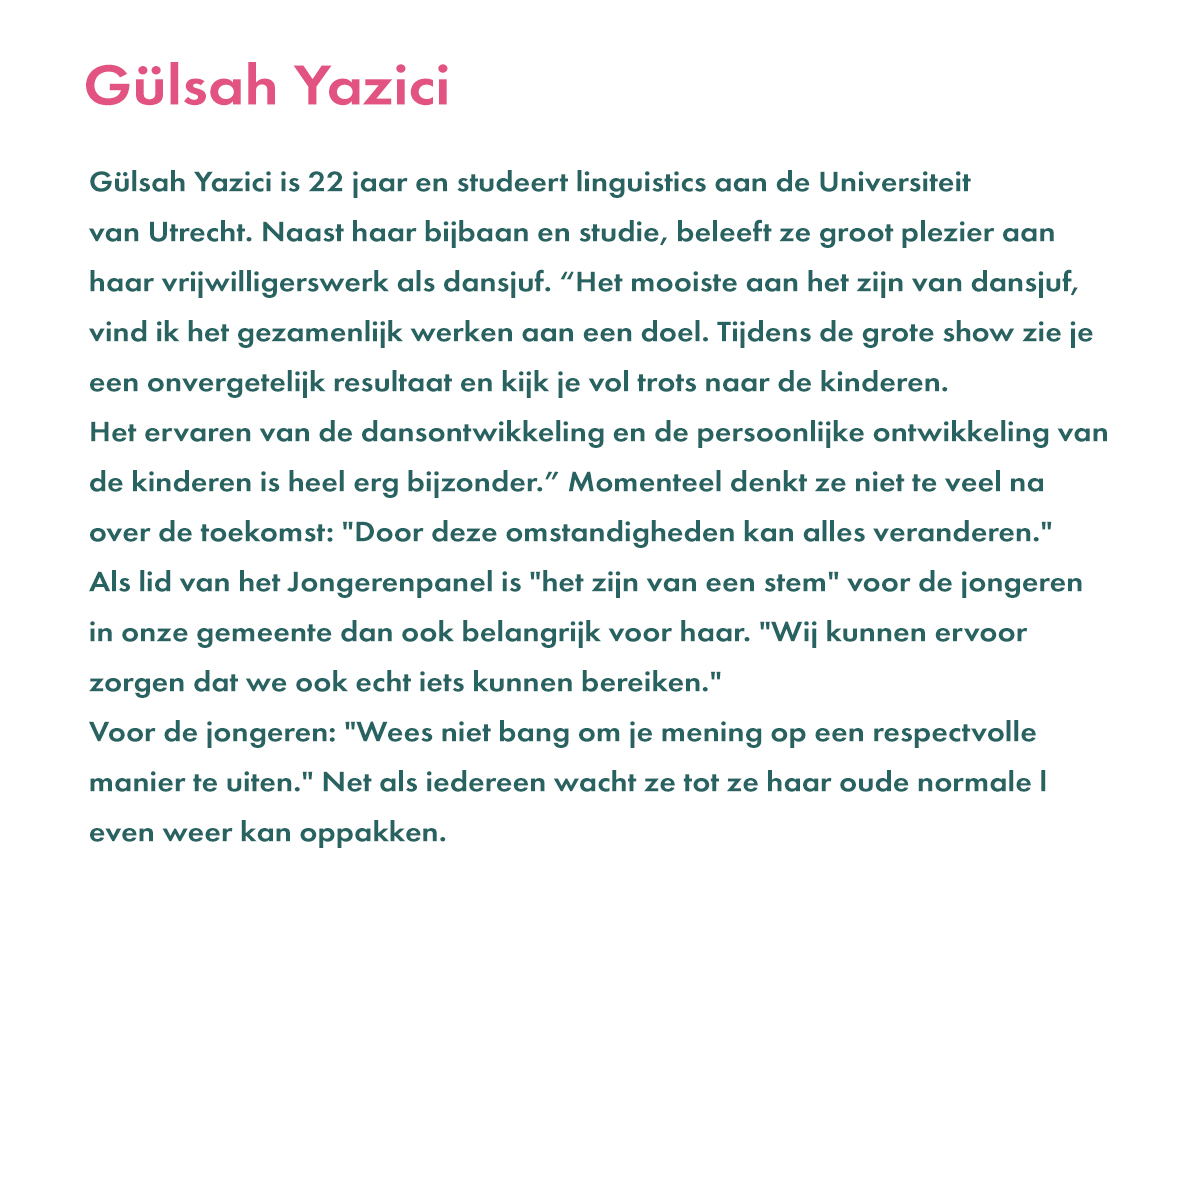 Gülsah Yazici
Gülsah Yazici is 22 jaar en studeert linguistics aan de Universiteit
van Utrecht. Naast haar bijbaan en studie, beleeft ze groot plezier aan
haar vrijwilligerswerk als dansjuf. “Het mooiste aan het zijn van dansjuf,
vind ik het gezamenlijk werken aan een doel. Tijdens de grote show zie je
een onvergetelijk resultaat en kijk je vol trots naar de kinderen.
Het ervaren van de dansontwikkeling en de persoonlijke ontwikkeling van
de kinderen is heel erg bijzonder.” Momenteel denkt ze niet te veel na
over de toekomst: "Door deze omstandigheden kan alles veranderen."
Als lid van het Jongerenpanel is "het zijn van een stem" voor de jongeren
in onze gemeente dan ook belangrijk voor haar. "Wij kunnen ervoor
zorgen dat we ook echt iets kunnen bereiken."
Voor de jongeren: "Wees niet bang om je mening op een respectvolle
manier te uiten." Net als iedereen wacht ze tot ze haar oude normale l
even weer kan oppakken.